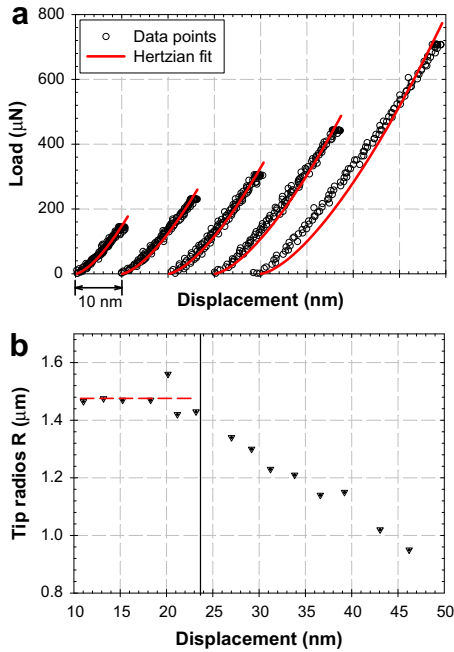 a
800
600
400
200
0
Load (μN)
Data points
Hertzian fit
10 nm
Displacement (nm)
b
1.6
1.4
1.2
1.0
0.8
Tip radios R (μm)
10 15 20 25 30 35 40 45 50
Displacement (nm)